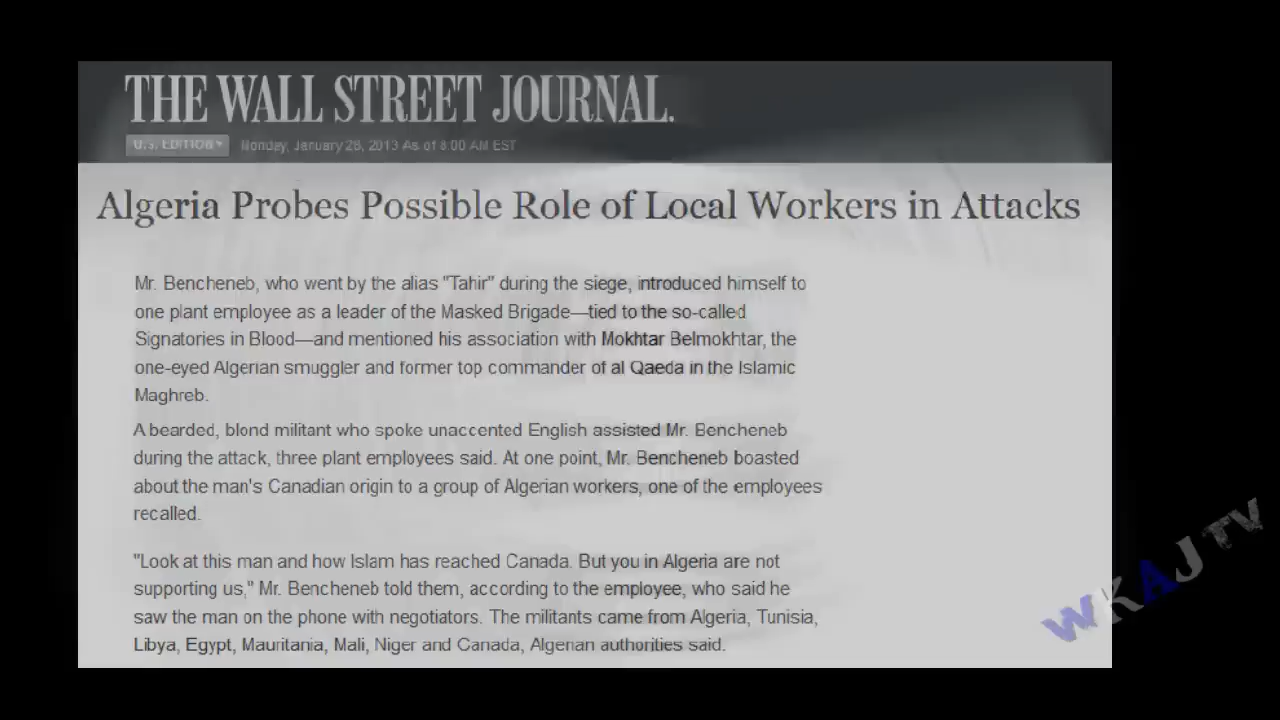 THE WALL STREET JOURNAL.
U.S. EDITION Monday, January 28, 2013 As of 8:00 AM EST
Algeria Probes Possible Role of Local Workers in Attacks
Mr. Bencheneb, who went by the alias "Tahir" during the siege, introduced himself to
one plant employee as a leader of the Masked Brigade—tied to the so-called
Signatories in Blood—and mentioned his association with Mokhtar Belmokhtar, the
one-eyed Algerian smuggler and former top commander of al Qaeda in the Islamic
Maghreb.
A bearded, blond militant who spoke unaccented English assisted Mr. Bencheneb
during the attack, three plant employees said. At one point, Mr. Bencheneb boasted
about the man's Canadian origin to a group of Algerian workers, one of the employees
recalled.
"Look at this man and how Islam has reached Canada. But you in Algeria are not
supporting us," Mr. Bencheneb told them, according to the employee, who said he
saw the man on the phone with negotiators. The militants came from Algeria, Tunisia,
Libya, Egypt, Mauritania, Mali, Niger and Canada, Algerian authorities said.
WKAJ TV